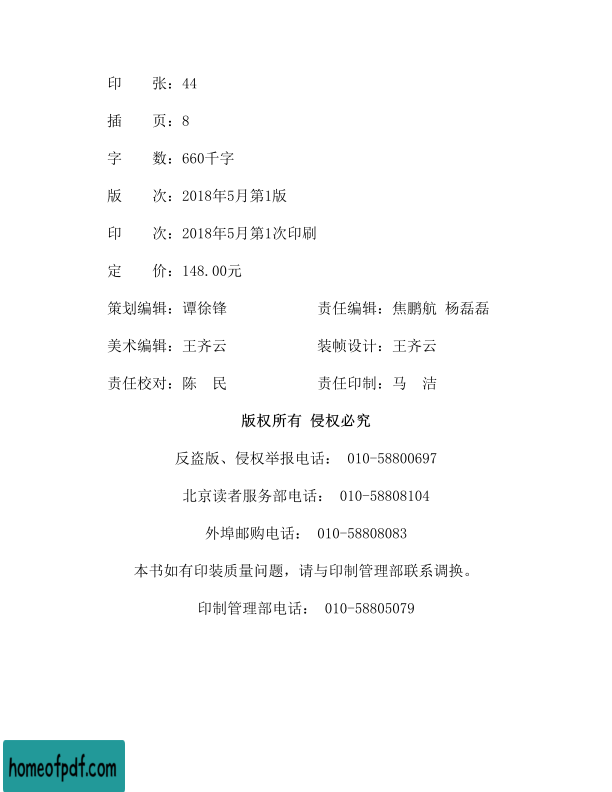 印　　张：44
插　　页：8
字　　数：660千字
版　　次：2018年5月第1版
印　　次：2018年5月第1次印刷
定　　价：148.00元
策划编辑：谭徐锋　　　　　　责任编辑：焦鹏航 杨磊磊
美术编辑：王齐云　　　　　　装帧设计：王齐云
责任校对：陈　民　　　　　　责任印制：马　洁
版权所有 侵权必究
反盗版、侵权举报电话： 010-58800697
北京读者服务部电话： 010-58808104
外埠邮购电话： 010-58808083
本书如有印装质量问题，请与印制管理部联系调换。
印制管理部电话： 010-58805079
homeofpdf.com